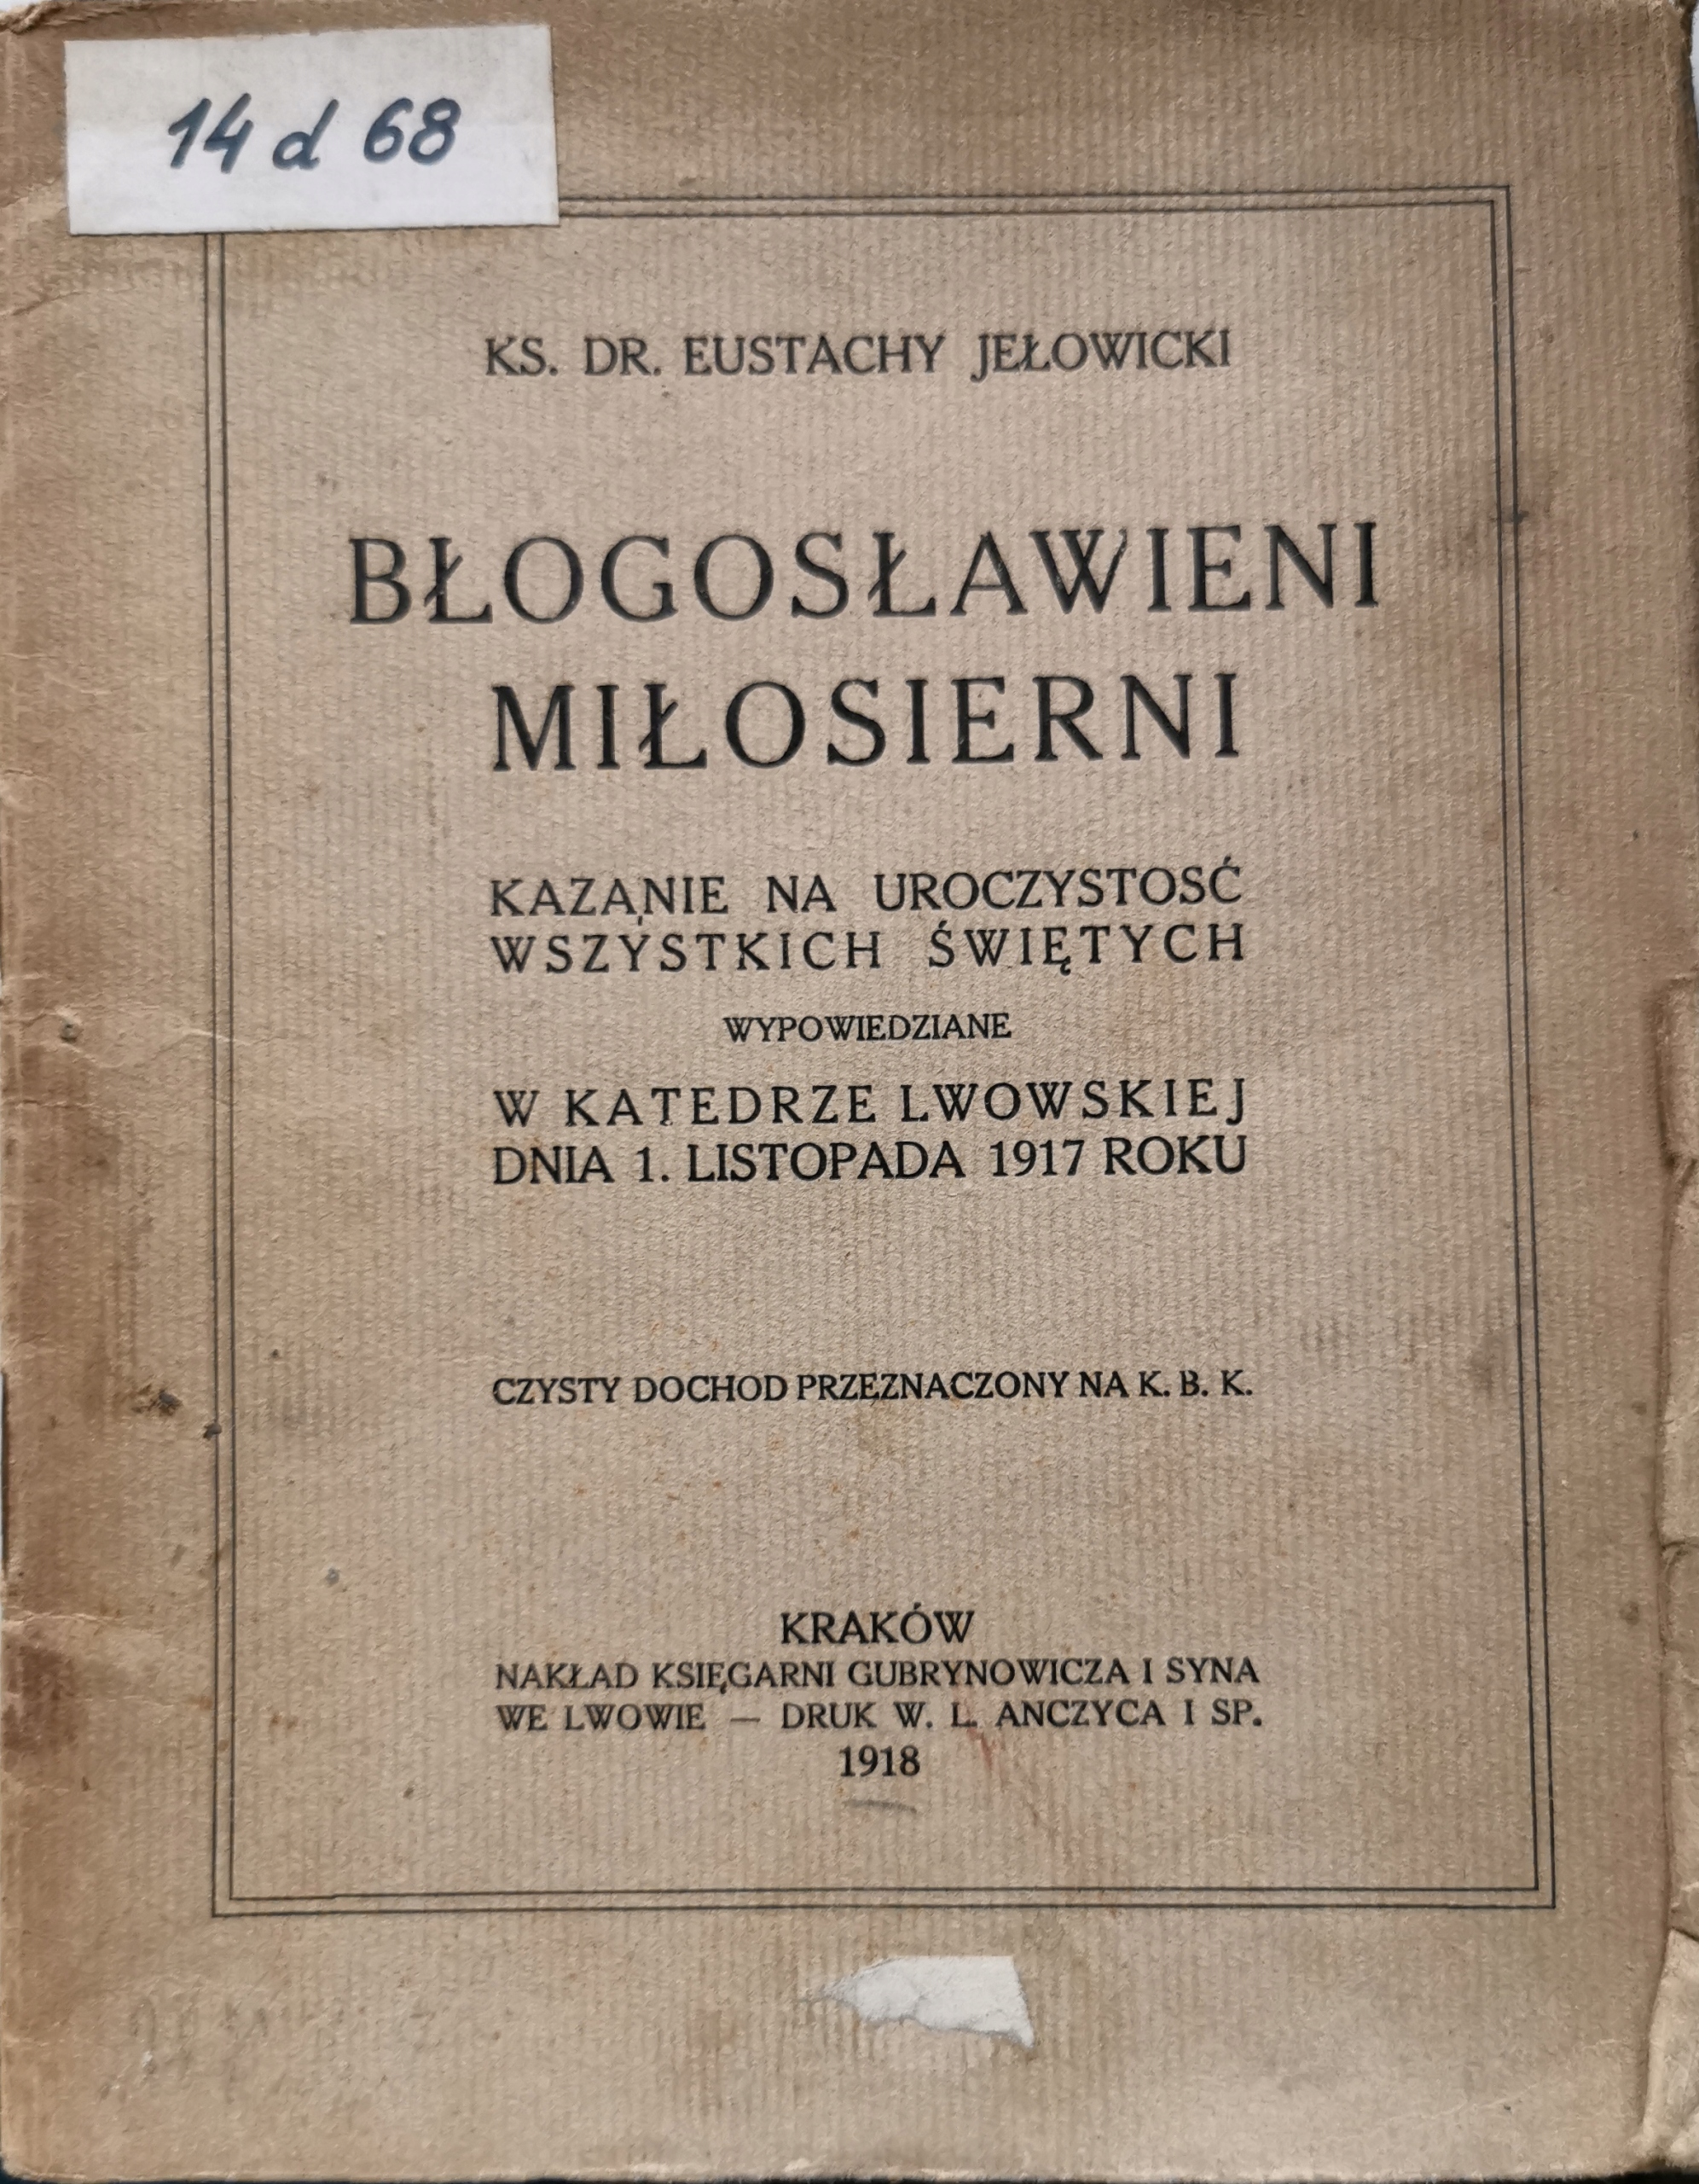 14 d 68
KS. DR. EUSTACHY JEŁOWICKI
BŁOGOSŁAWIENI
MIŁOSIERNI
KAZANIE NA UROCZYSTOSĆ
WSZYSTKICH ŚWIĘTYCH
WYPOWIEDZIANE
W KATEDRZE LWOWSKIEJ
DNIA 1. LISTOPADA 1917 ROKU
CZYSTY DOCHOD PRZEZNACZONY NA K. B. K.
KRAKÓW
NAKŁAD KSIĘGARNI GUBRYNOWICZA I SYNA
WE LWOWIE — DRUK W. L. ANCZYCA I SP.
1918